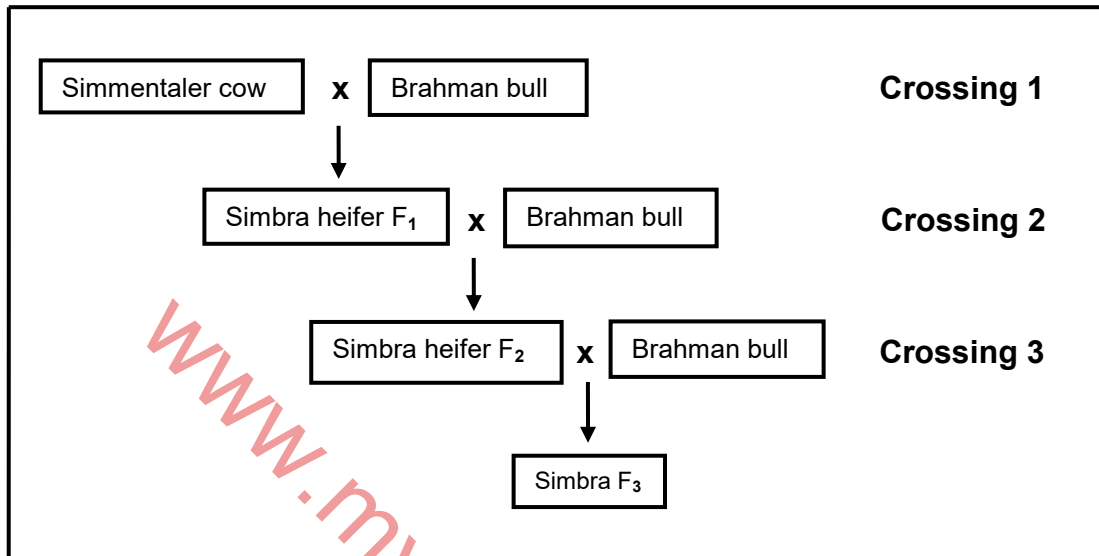 Simmentaler cow x Brahman bull Crossing 1
Simbra heifer F₁ x Brahman bull Crossing 2
Simbra heifer F₂ x Brahman bull Crossing 3
Simbra F₃
www.my